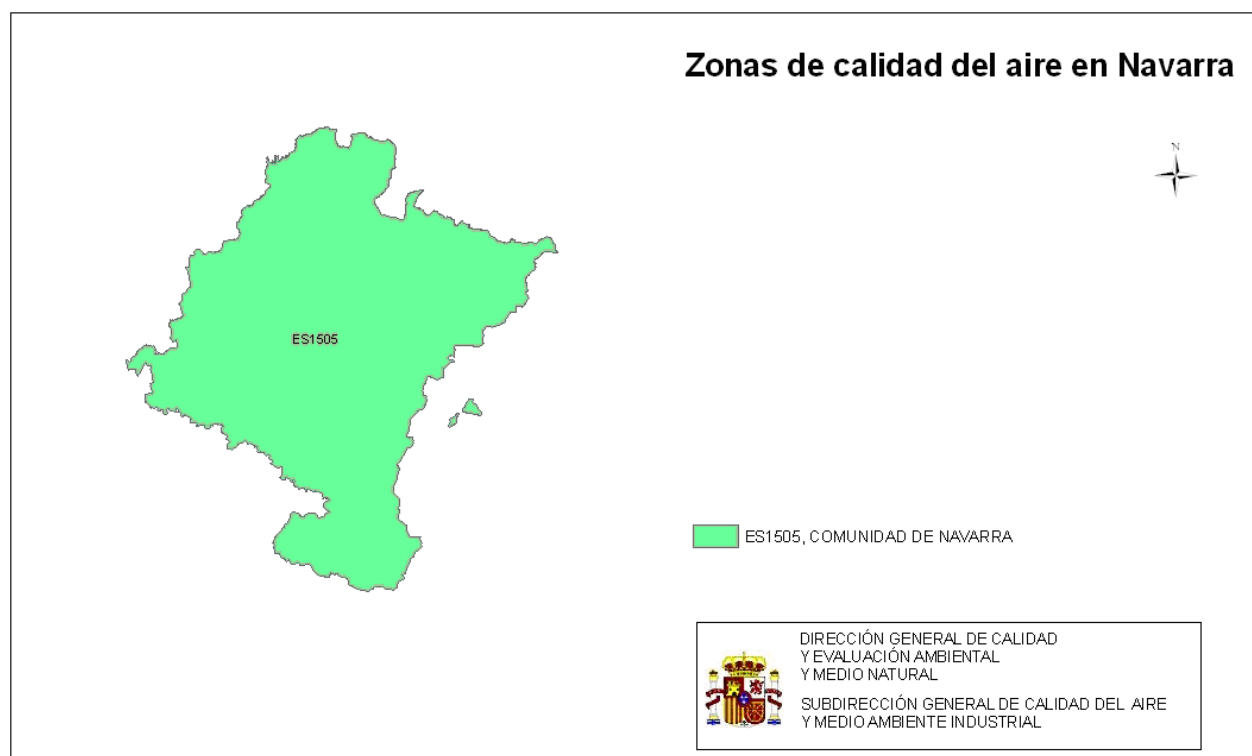 Zonas de calidad del aire en Navarra
N
ES1505
ES1505, COMUNIDAD DE NAVARRA
DIRECCIÓN GENERAL DE CALIDAD
Y EVALUACIÓN AMBIENTAL
Y MEDIO NATURAL
SUBDIRECCIÓN GENERAL DE CALIDAD DEL AIRE
Y MEDIO AMBIENTE INDUSTRIAL